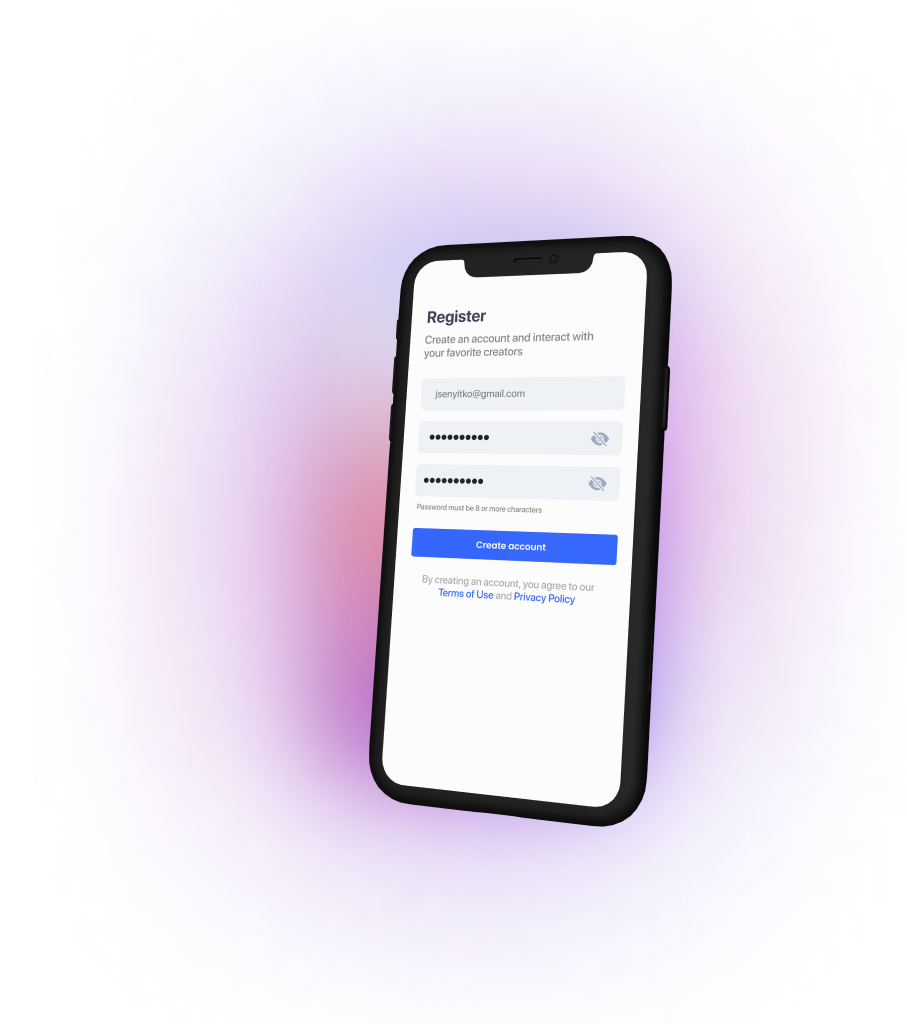 Register
Create an account and interact with
your favorite creators
jsenyitko@gmail.com
••••••••••
••••••••••
Password must be 8 or more characters
Create account
By creating an account, you agree to our
Terms of Use and Privacy Policy